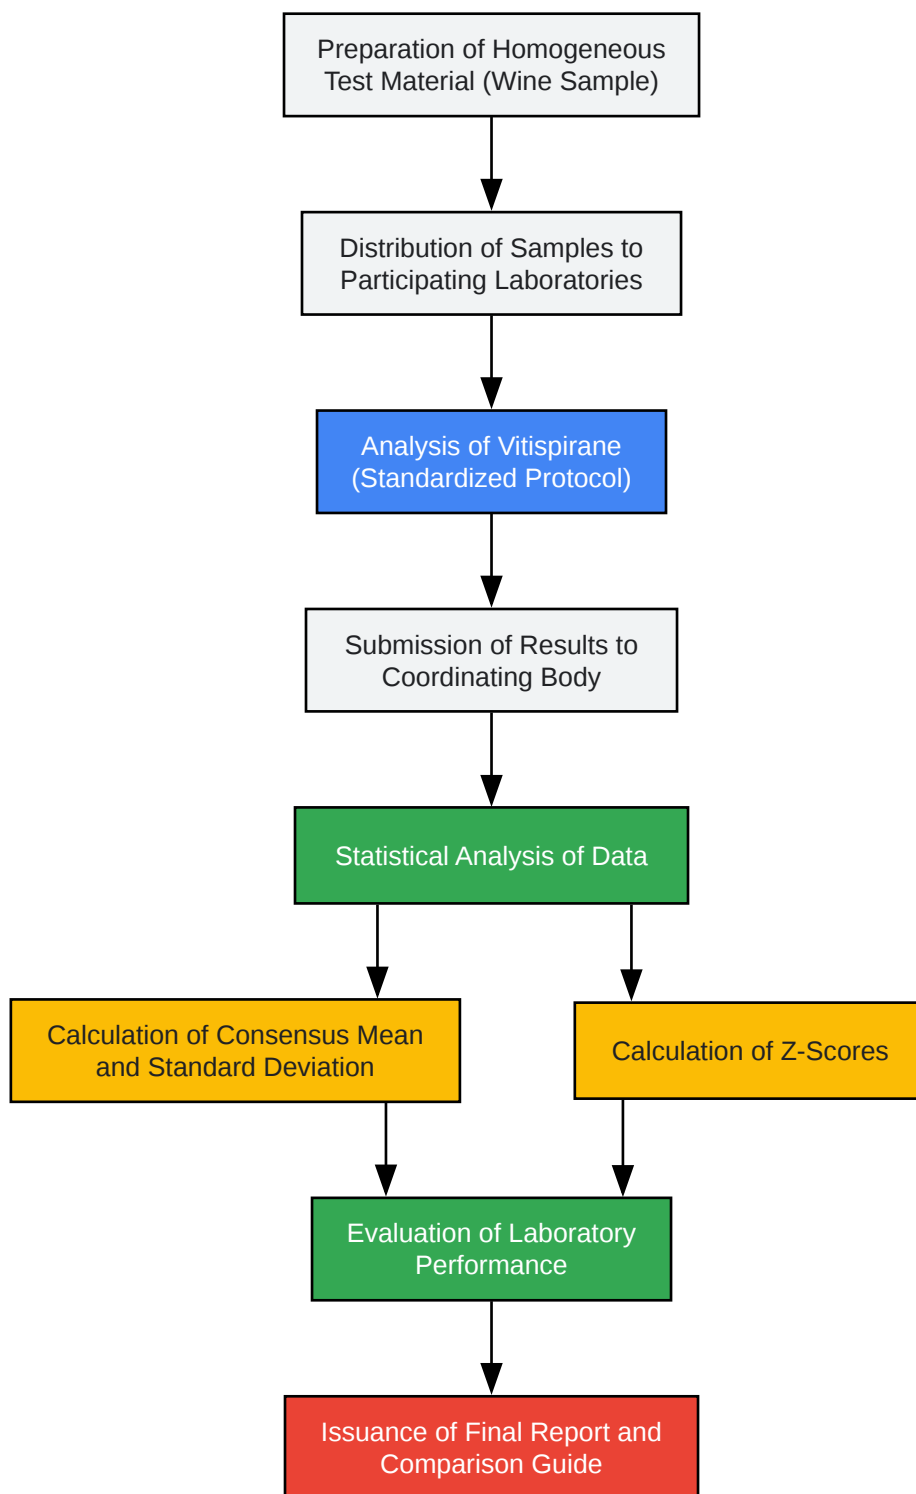 Preparation of Homogeneous
Test Material (Wine Sample)
Distribution of Samples to
Participating Laboratories
Analysis of Vitispirane
(Standardized Protocol)
Submission of Results to
Coordinating Body
Statistical Analysis of Data
Calculation of Consensus Mean
and Standard Deviation
Calculation of Z-Scores
Evaluation of Laboratory
Performance
Issuance of Final Report and
Comparison Guide